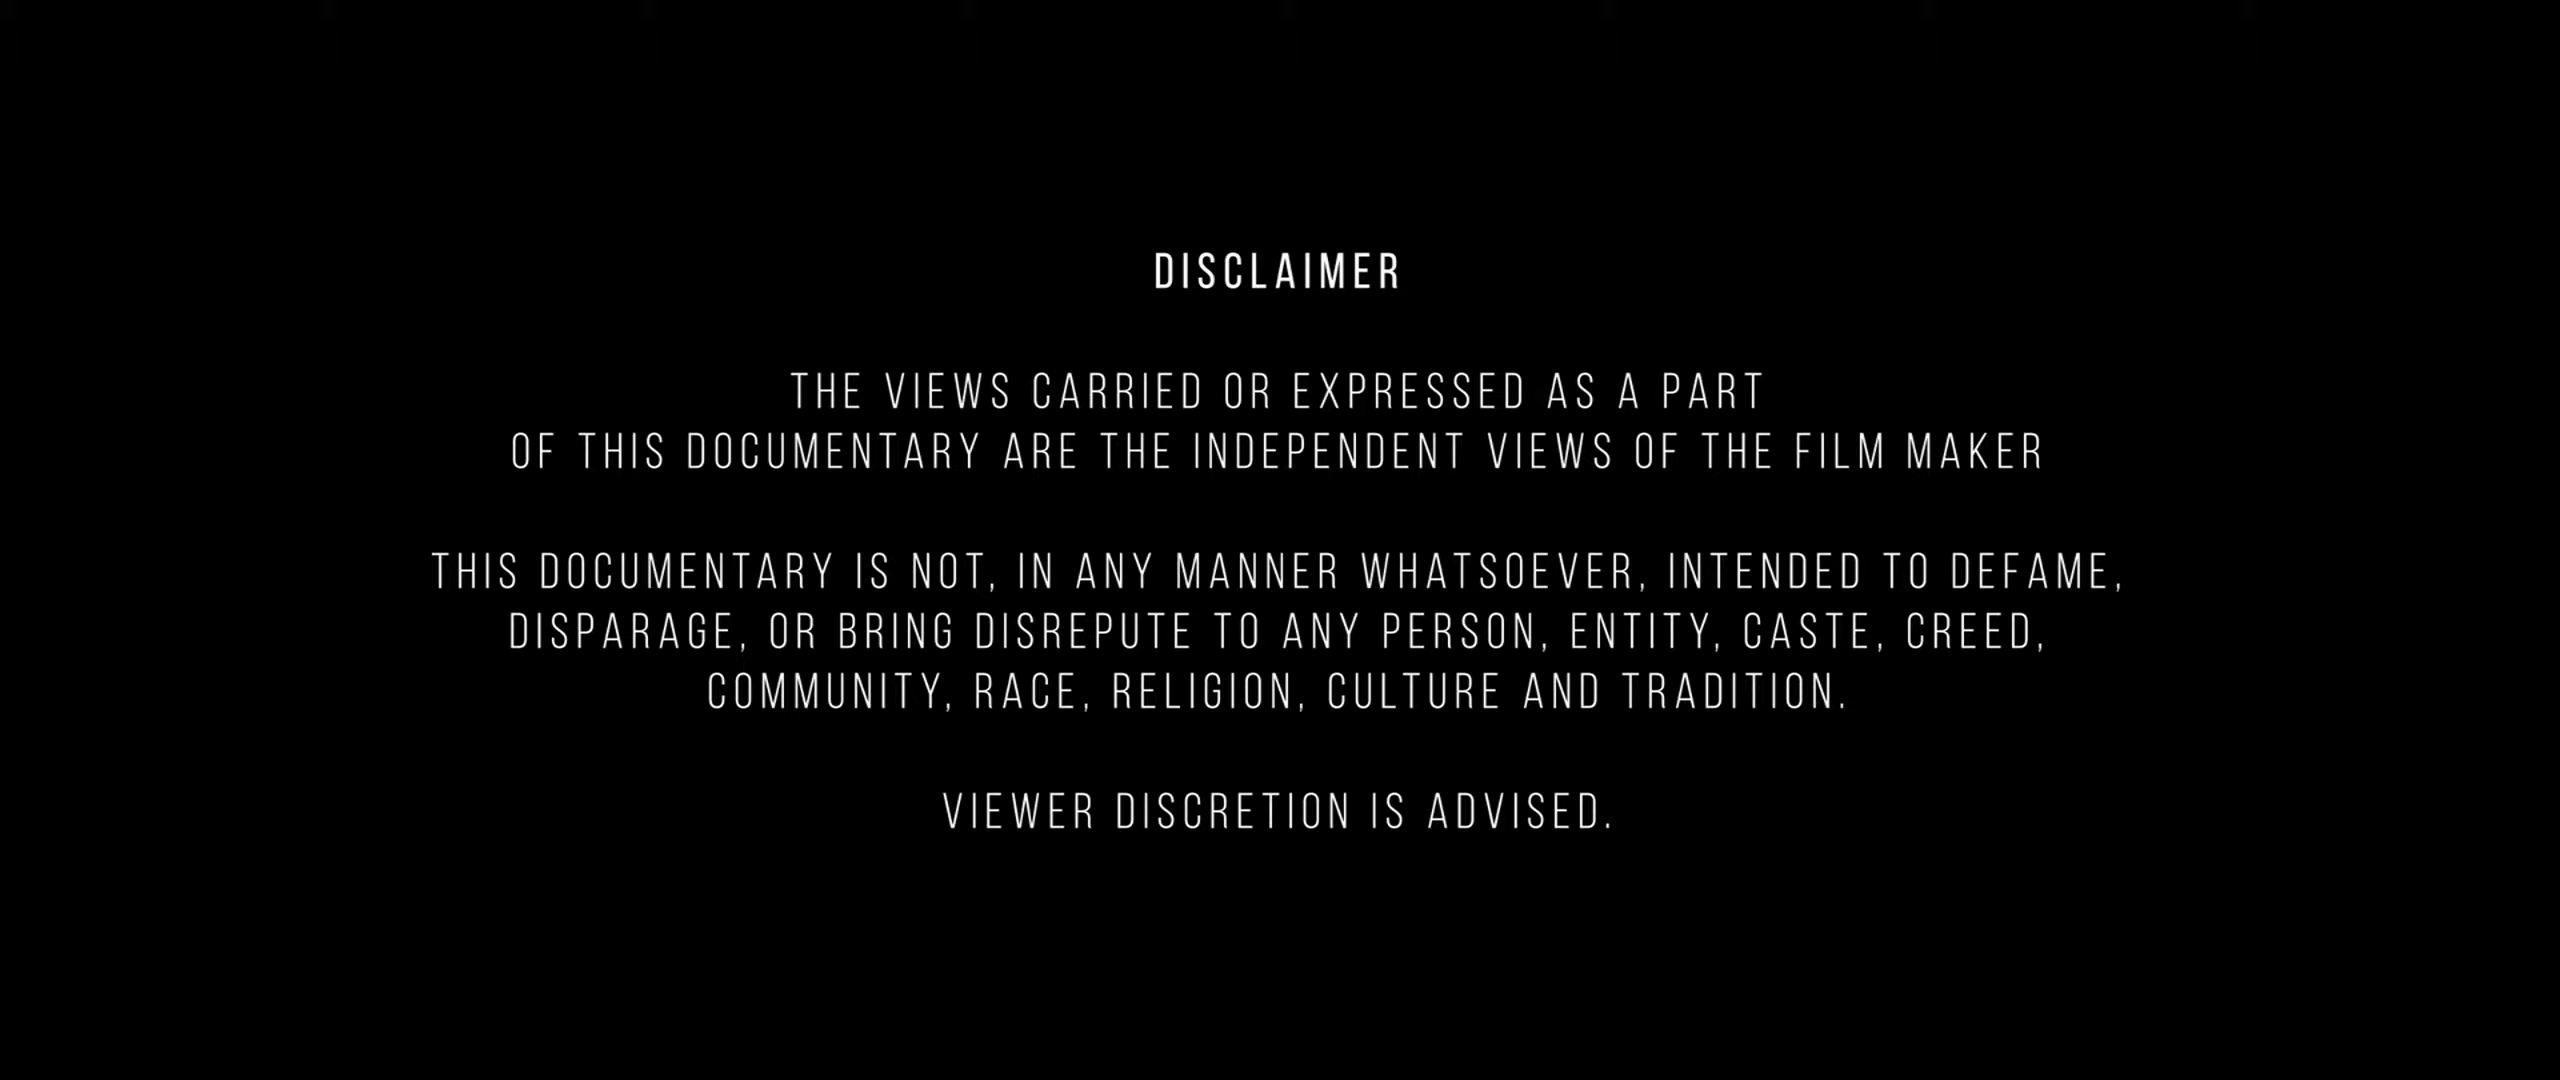 DISCLAIMER
THE VIEWS CARRIED OR EXPRESSED AS A PART
OF THIS DOCUMENTARY ARE THE INDEPENDENT VIEWS OF THE FILM MAKER
THIS DOCUMENTARY IS NOT, IN ANY MANNER WHATSOEVER, INTENDED TO DEFAME,
DISPARAGE, OR BRING DISREPUTE TO ANY PERSON, ENTITY, CASTE, CREED,
COMMUNITY, RACE, RELIGION, CULTURE AND TRADITION.
VIEWER DISCRETION IS ADVISED.